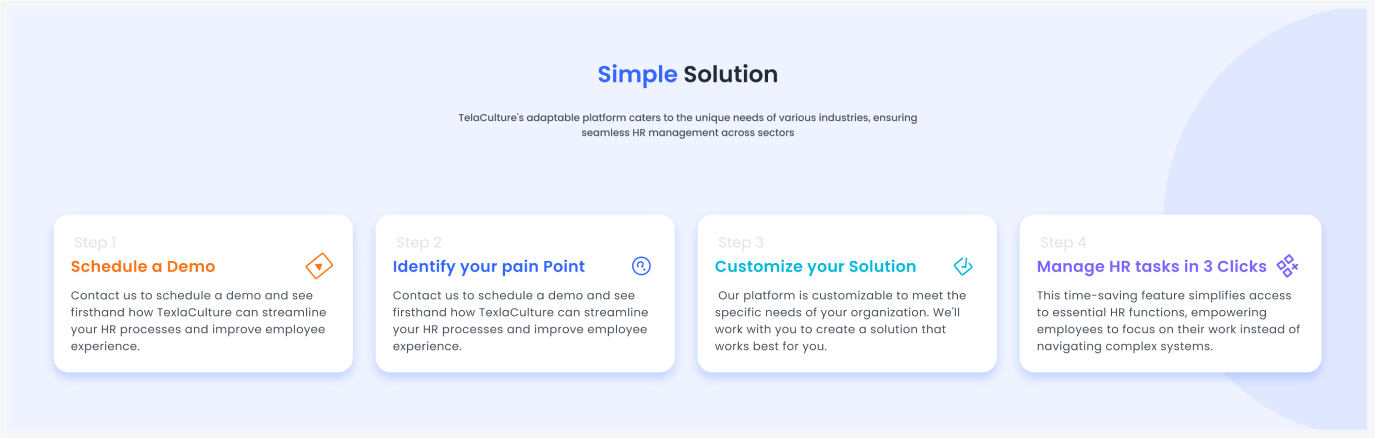 Simple Solution
TelaCulture's adaptable platform caters to the unique needs of various industries, ensuring
seamless HR management across sectors
Step 1
Schedule a Demo
Contact us to schedule a demo and see
firsthand how TexlaCulture can streamline
your HR processes and improve employee
experience.
Step 2
Identify your pain Point
Contact us to schedule a demo and see
firsthand how TexlaCulture can streamline
your HR processes and improve employee
experience.
Step 3
Customize your Solution
Our platform is customizable to meet the
specific needs of your organization. We'll
work with you to create a solution that
works best for you.
Step 4
Manage HR tasks in 3 Clicks
This time-saving feature simplifies access
to essential HR functions, empowering
employees to focus on their work instead of
navigating complex systems.